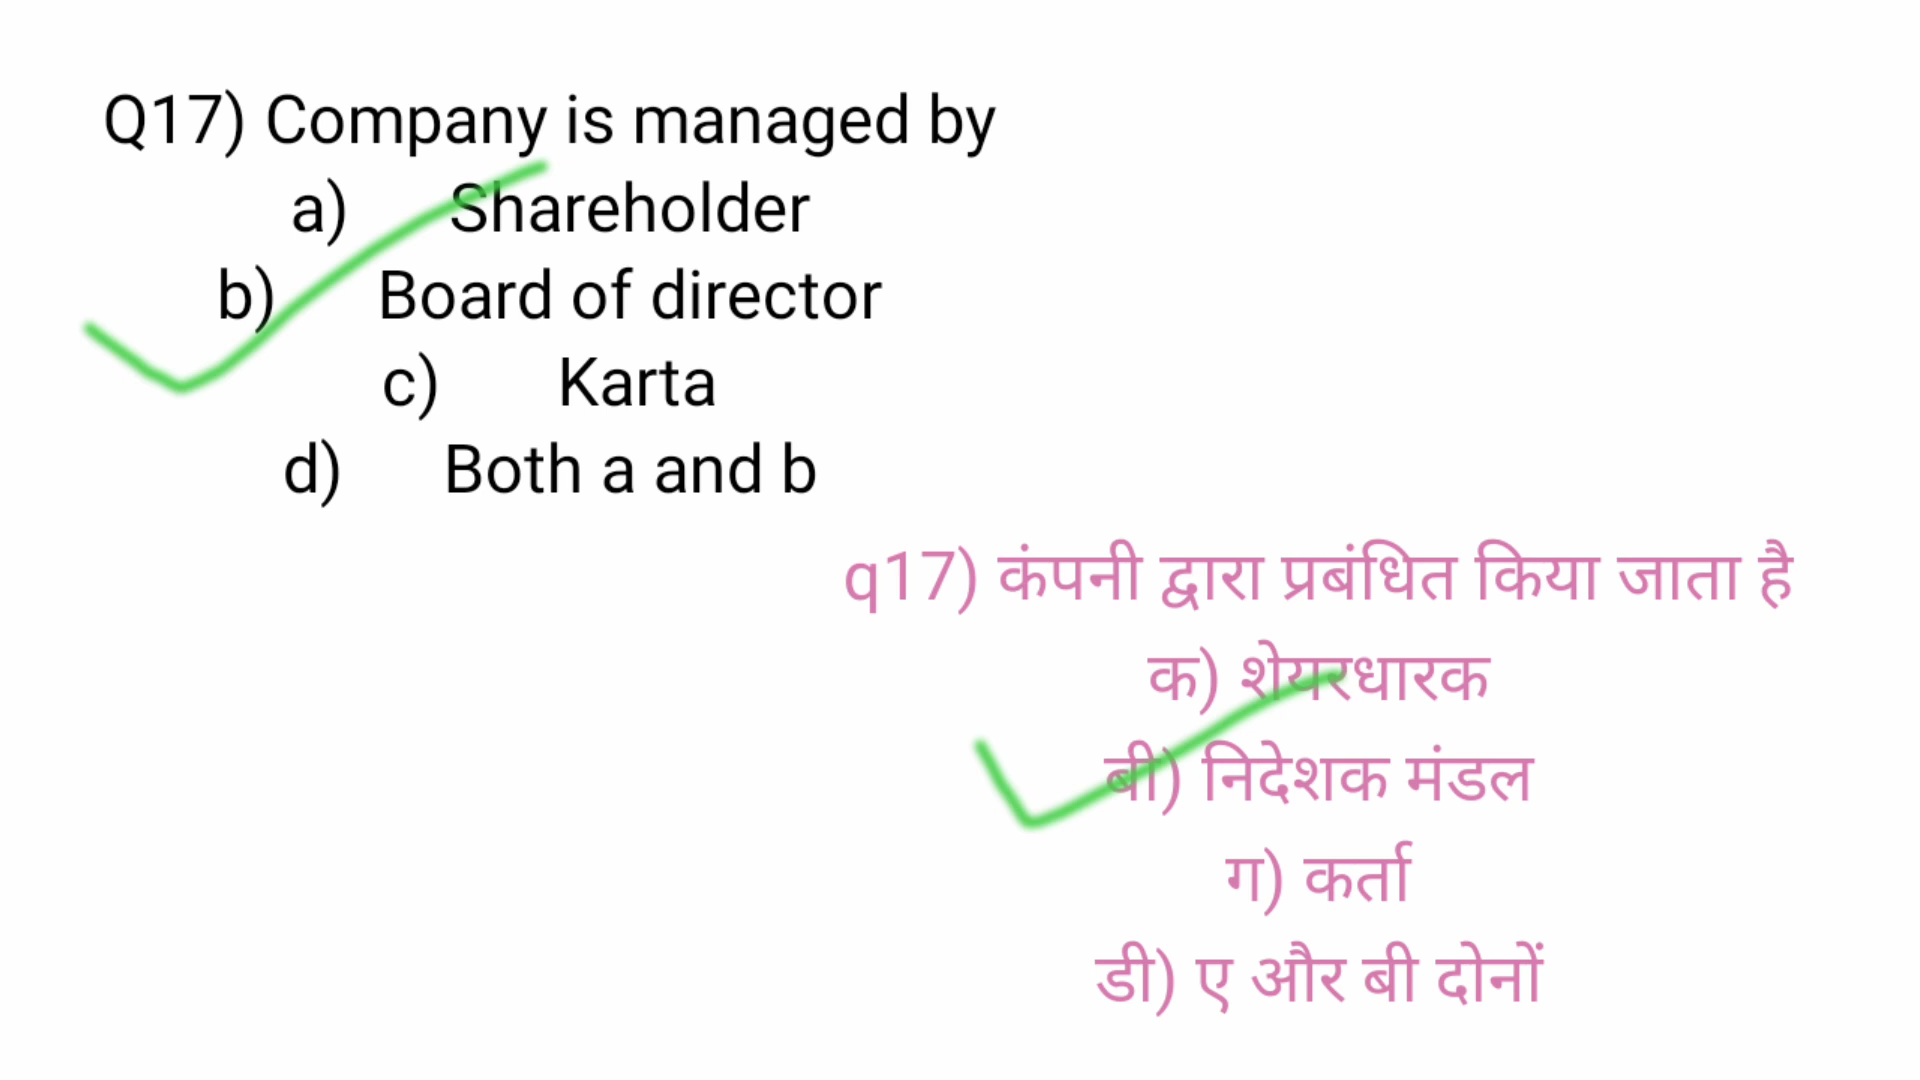 Q17) Company is managed by
a) Shareholder
b) Board of director
c) Karta
d) Both a and b
q17) कंपनी द्वारा प्रबंधित किया जाता है
क) शेयरधारक
बी) निदेशक मंडल
ग) कर्ता
डी) ए और बी दोनों